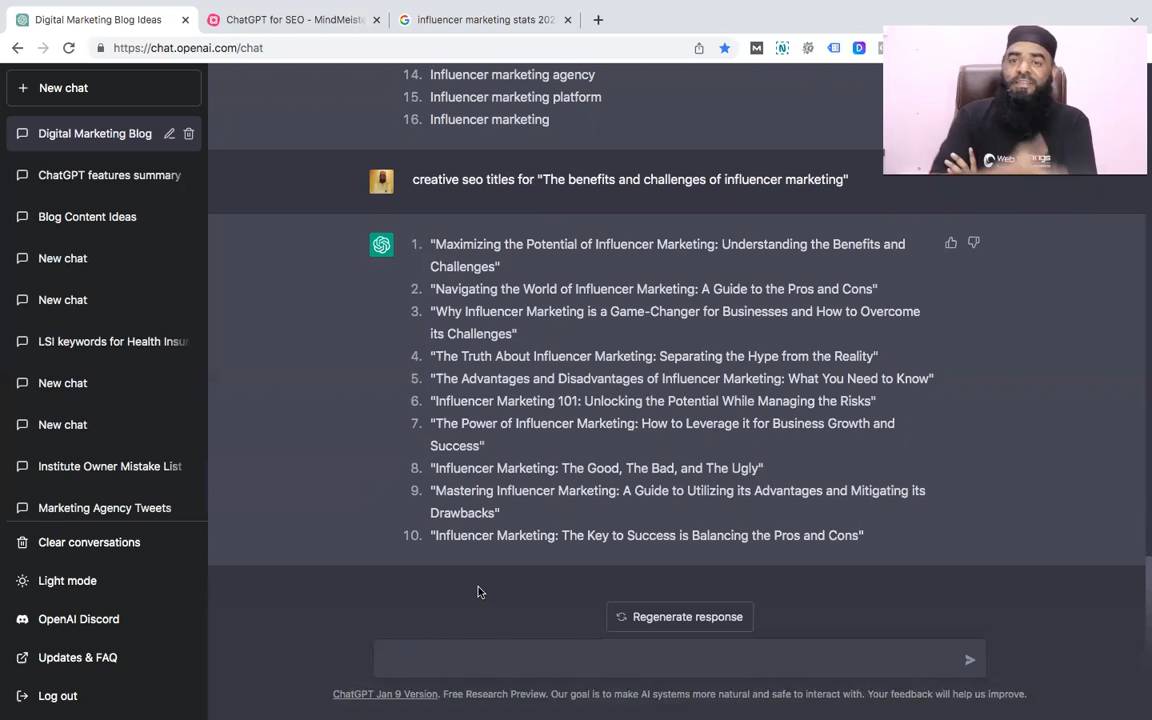 Digital Marketing Blog Ideas
ChatGPT for SEO - MindMeiste
influencer marketing stats 202
https://chat.openai.com/chat
New chat
Digital Marketing Blog
ChatGPT features summary
Blog Content Ideas
New chat
New chat
LSI keywords for Health Insur
New chat
New chat
Institute Owner Mistake List
Marketing Agency Tweets
Clear conversations
Light mode
OpenAI Discord
Updates & FAQ
Log out
14. Influencer marketing agency
15. Influencer marketing platform
16. Influencer marketing
creative seo titles for "The benefits and challenges of influencer marketing"
1. "Maximizing the Potential of Influencer Marketing: Understanding the Benefits and
Challenges"
2. "Navigating the World of Influencer Marketing: A Guide to the Pros and Cons"
3. "Why Influencer Marketing is a Game-Changer for Businesses and How to Overcome
its Challenges"
4. "The Truth About Influencer Marketing: Separating the Hype from the Reality"
5. "The Advantages and Disadvantages of Influencer Marketing: What You Need to Know"
6. "Influencer Marketing 101: Unlocking the Potential While Managing the Risks"
7. "The Power of Influencer Marketing: How to Leverage it for Business Growth and
Success"
8. "Influencer Marketing: The Good, The Bad, and The Ugly"
9. "Mastering Influencer Marketing: A Guide to Utilizing its Advantages and Mitigating its
Drawbacks"
10. "Influencer Marketing: The Key to Success is Balancing the Pros and Cons"
Regenerate response
ChatGPT Jan 9 Version. Free Research Preview. Our goal is to make AI systems more natural and safe to interact with. Your feedback will help us improve.